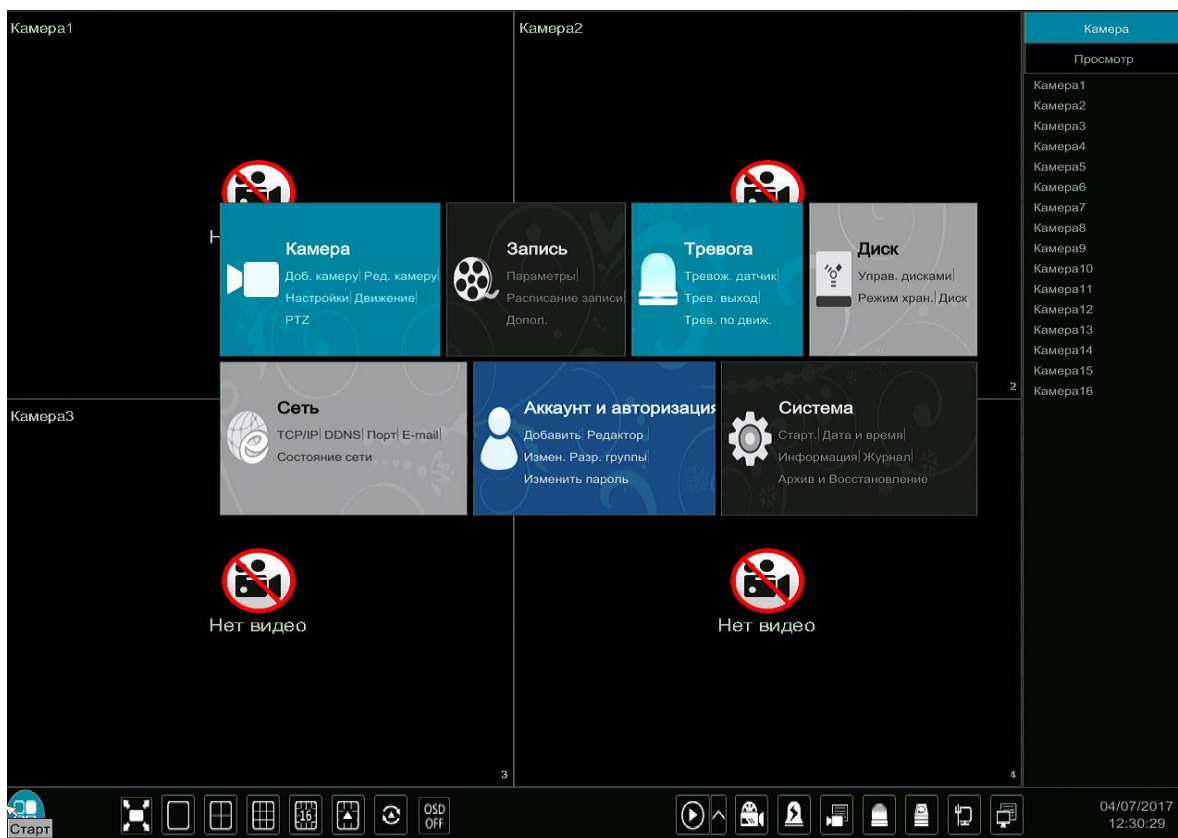 Камера1
Камера2
Камера
Просмотр
Камера1
Камера2
Камера3
Камера4
Камера5
Камера6
Камера7
Камера8
Камера9
Камера10
Камера11
Камера12
Камера13
Камера14
Камера15
Камера16
Н
Камера
Доб. камеру| Ред. камеру|
Настройки| Движение|
PTZ
Запись
Параметры|
Расписание записи|
Допол.
Тревога
Тревож. датчик|
Трев. выход|
Трев. по движ.
Диск
Управ. дисками|
Режим хран.| Диск
2
Камера3
Сеть
TCP/IP| DDNS| Порт| E-mail|
Состояние сети
Аккаунт и авторизация
Добавить| Редактор|
Измен. Разр. группы|
Изменить пароль
Система
Старт.| Дата и время|
Информация| Журнал|
Архив и Восстановление
Нет видео
Нет видео
3
4
Старт
16
OSD
OFF
04/07/2017
12:30:29